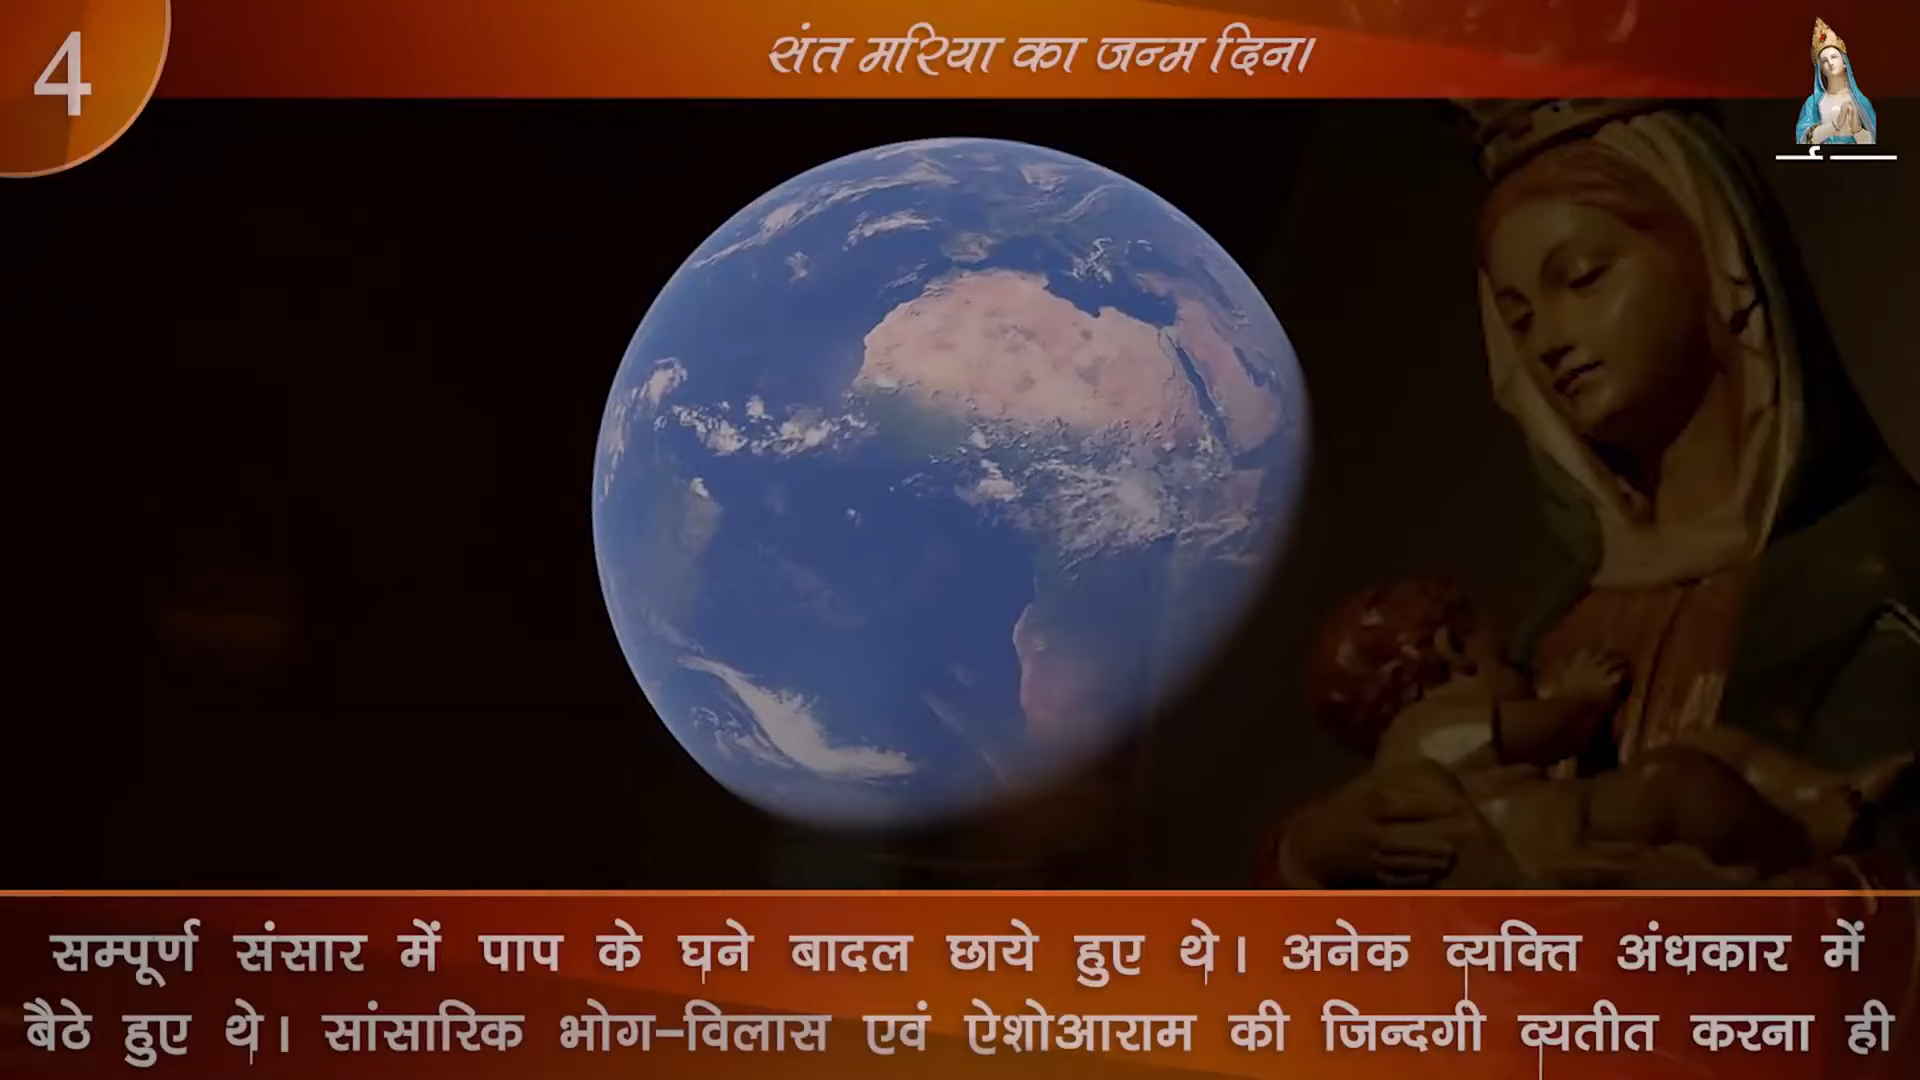 4
संत मरिया का जन्म दिन।
सम्पूर्ण संसार में पाप के घने बादल छाये हुए थे। अनेक व्यक्ति अंधकार में
बैठे हुए थे। सांसारिक भोग-विलास एवं ऐशोआराम की जिन्दगी व्यतीत करना ही